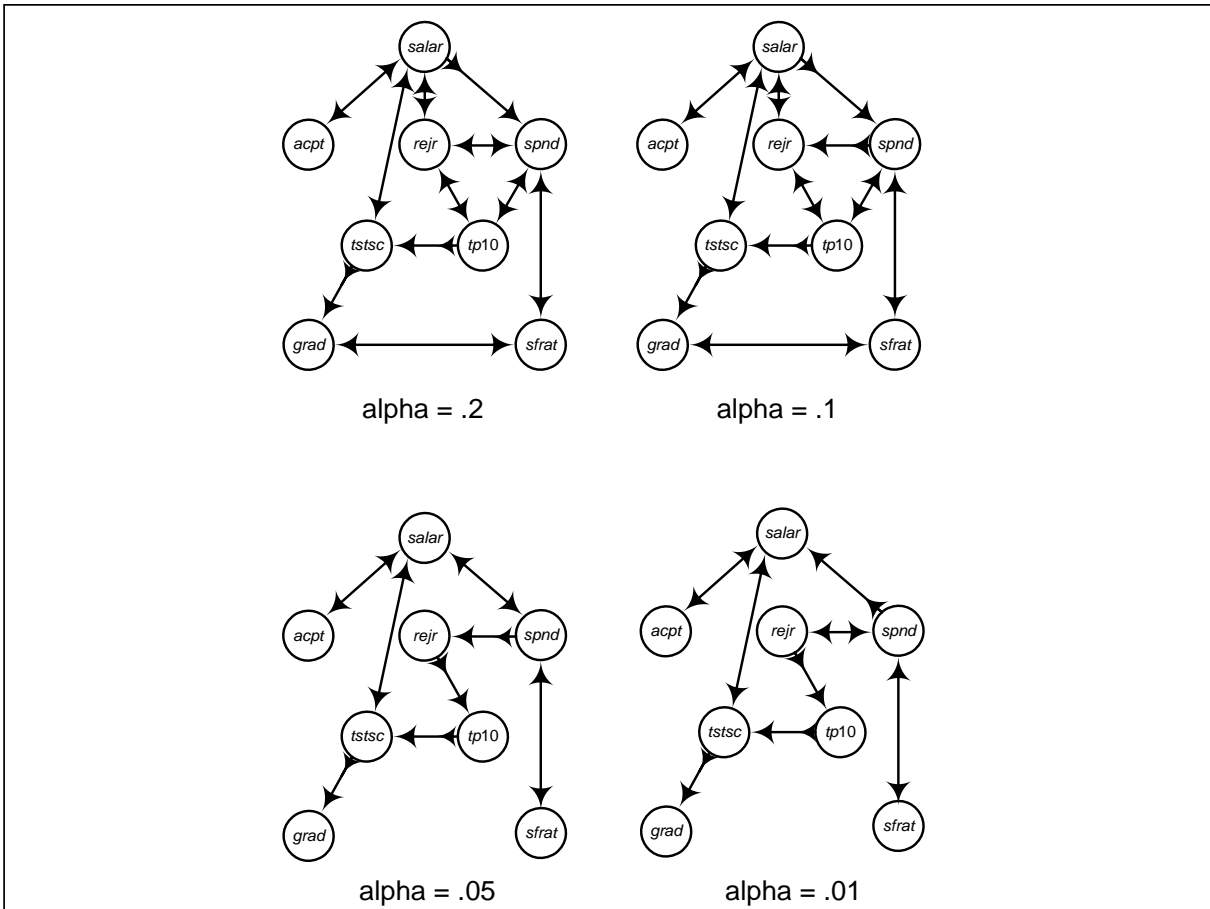 salar
salar
acpt
rejr
spnd
acpt
rejr
spnd
tstsc
tp10
tstsc
tp10
grad
sfrat
grad
sfrat
alpha = .2
alpha = .1
salar
salar
acpt
rejr
spnd
acpt
rejr
spnd
tstsc
tp10
tstsc
tp10
grad
sfrat
grad
sfrat
alpha = .05
alpha = .01